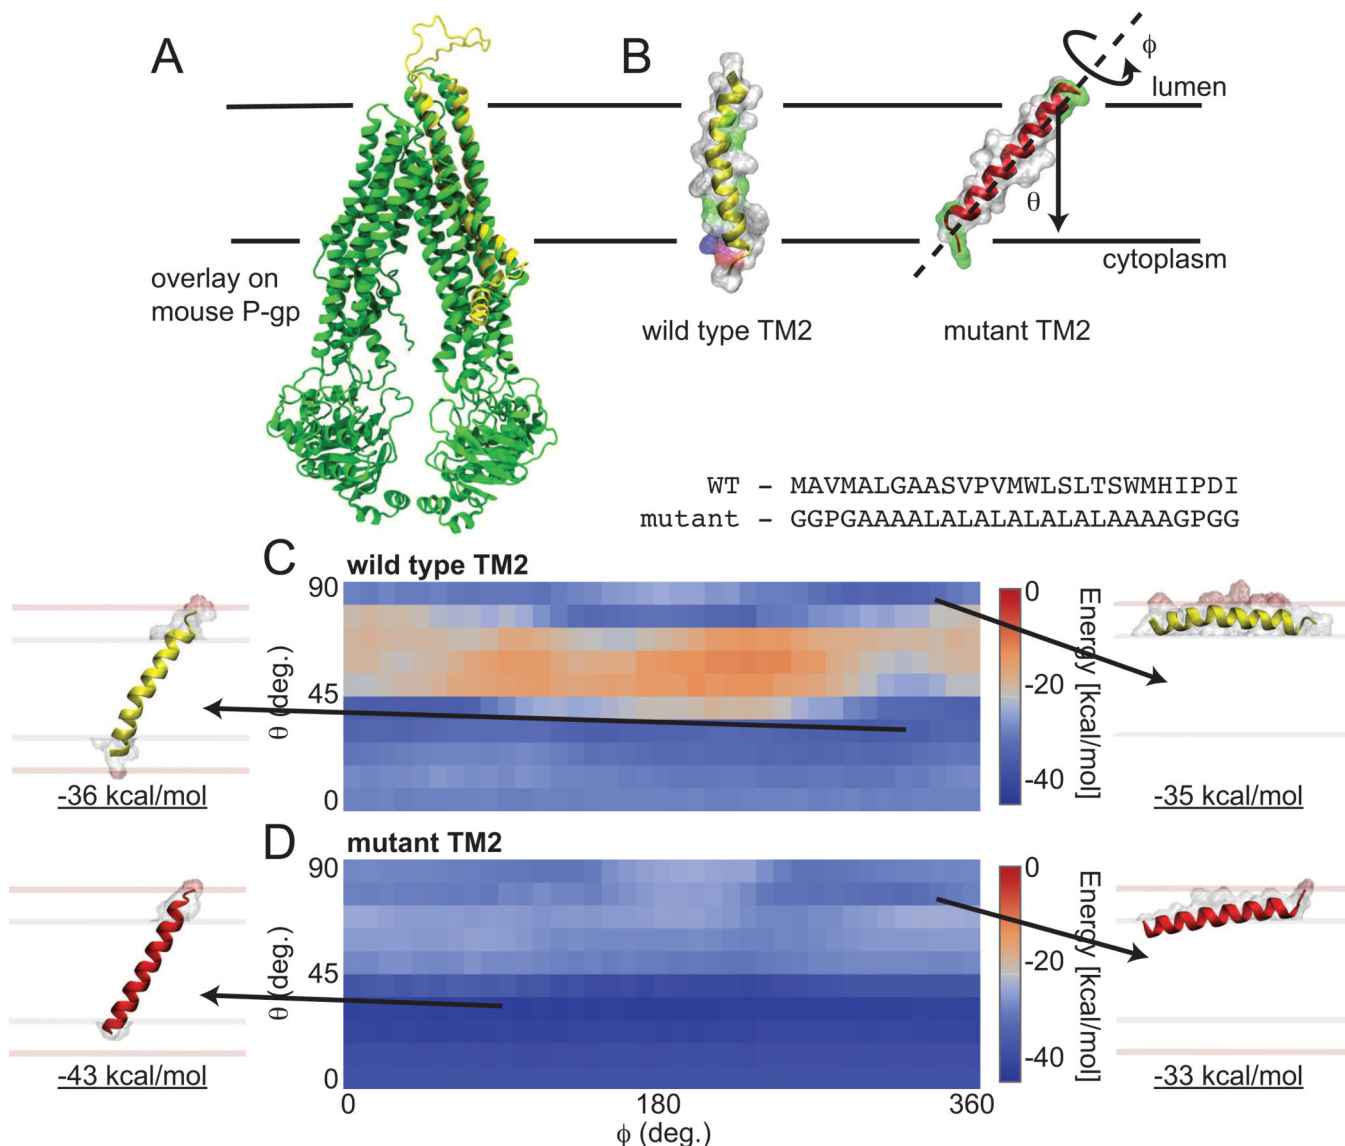 A
B
ϕ
lumen
θ
cytoplasm
overlay on
mouse P-gp
wild type TM2
mutant TM2
WT - MAVMALGAASVPVMWLSLTSWMHIPDI
mutant - GGPGAAAALALALALALALAAAAGPGG
C
wild type TM2
90
45
0
θ (deg.)
0
-20
-40
Energy [kcal/mol]
-36 kcal/mol
-35 kcal/mol
D
mutant TM2
90
45
0
θ (deg.)
0
-20
-40
Energy [kcal/mol]
-43 kcal/mol
-33 kcal/mol
0
180
360
ϕ (deg.)